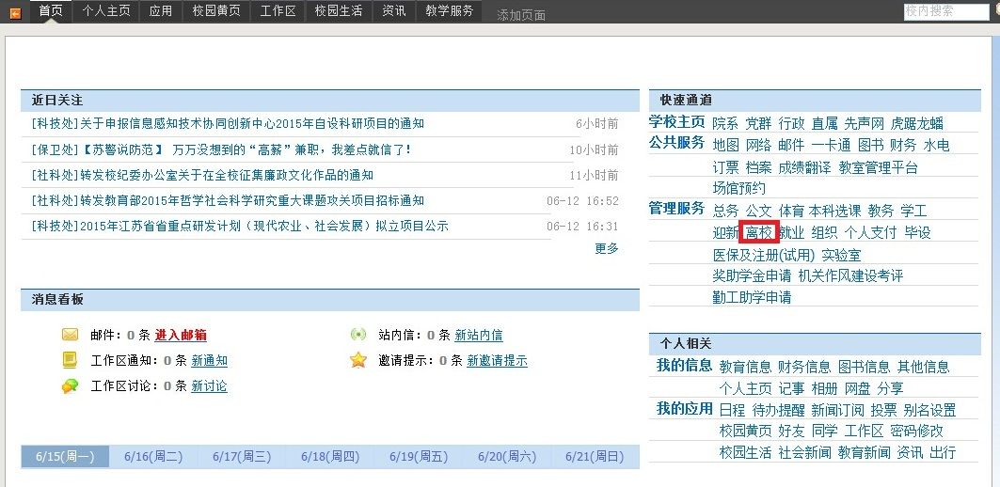 首页 个人主页 应用 校园黄页 工作区 校园生活 资讯 教学服务 添加页面 校内搜索
近日关注
[科技处]关于申报信息感知技术协同创新中心2015年自设科研项目的通知 6小时前
[保卫处]【苏警说防范】 万万没想到的“高薪”兼职，我差点就信了！ 10小时前
[社科处]转发校纪委办公室关于在全校征集廉政文化作品的通知 11小时前
[社科处]转发教育部2015年哲学社会科学研究重大课题攻关项目招标通知 06-12 16:52
[科技处]2015年江苏省省重点研发计划（现代农业、社会发展）拟立项目公示 06-12 16:31
更多
消息看板
邮件：0 条 进入邮箱 站内信：0 条 新站内信
工作区通知：0 条 新通知 邀请提示：0 条 新邀请提示
工作区讨论：0 条 新讨论
6/15(周一) 6/16(周二) 6/17(周三) 6/18(周四) 6/19(周五) 6/20(周六) 6/21(周日)
快速通道
学校主页 院系 党群 行政 直属 先声网 虎踞龙蟠
公共服务 地图 网络 邮件 一卡通 图书 财务 水电
订票 档案 成绩翻译 教室管理平台
场馆预约
管理服务 总务 公文 体育 本科选课 教务 学工
迎新 离校 就业 组织 个人支付 毕设
医保及注册(试用) 实验室
奖助学金申请 机关作风建设考评
勤工助学申请
个人相关
我的信息 教育信息 财务信息 图书信息 其他信息
个人主页 记事 相册 网盘 分享
我的应用 日程 待办提醒 新闻订阅 投票 别名设置
校园黄页 好友 同学 工作区 密码修改
校园生活 社会新闻 教育新闻 资讯 出行